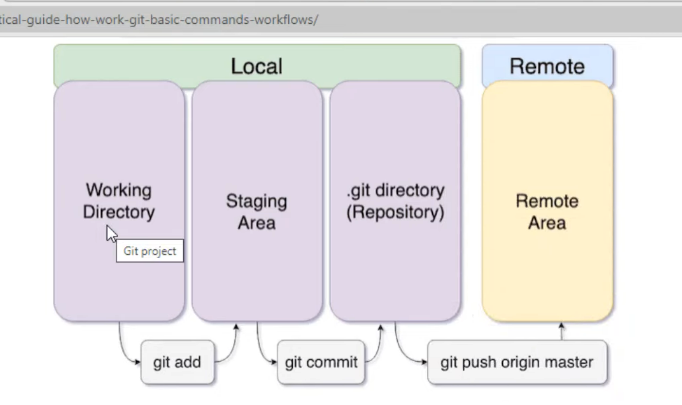 tical-guide-how-work-git-basic-commands-workflows/
Local
Remote
Working
Directory
Staging
Area
.git directory
(Repository)
Remote
Area
Git project
git add
git commit
git push origin master